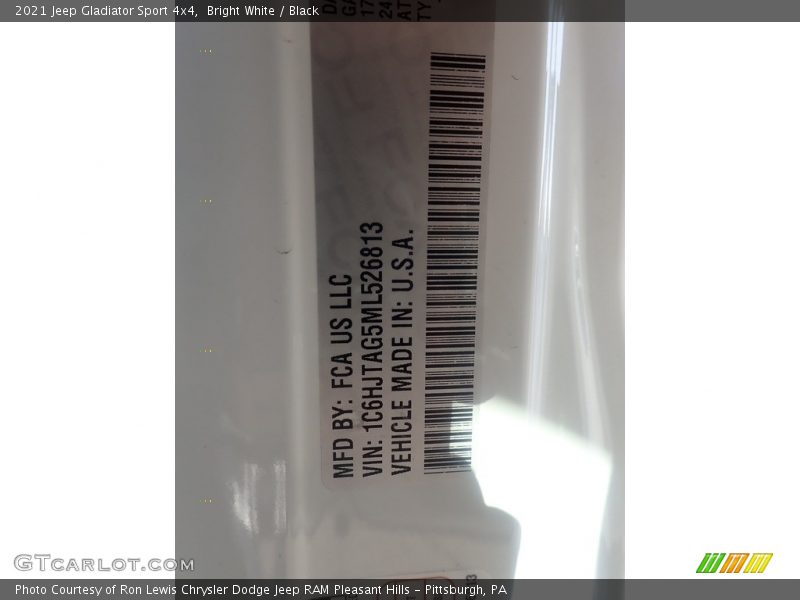 2021 Jeep Gladiator Sport 4x4,  Bright White / Black
MFD BY: FCA US LLC
VIN: 1C6HJTAG5ML526813
VEHICLE MADE IN: U.S.A.
GTCARLOT.COM
Photo Courtesy of Ron Lewis Chrysler Dodge Jeep RAM Pleasant Hills – Pittsburgh, PA